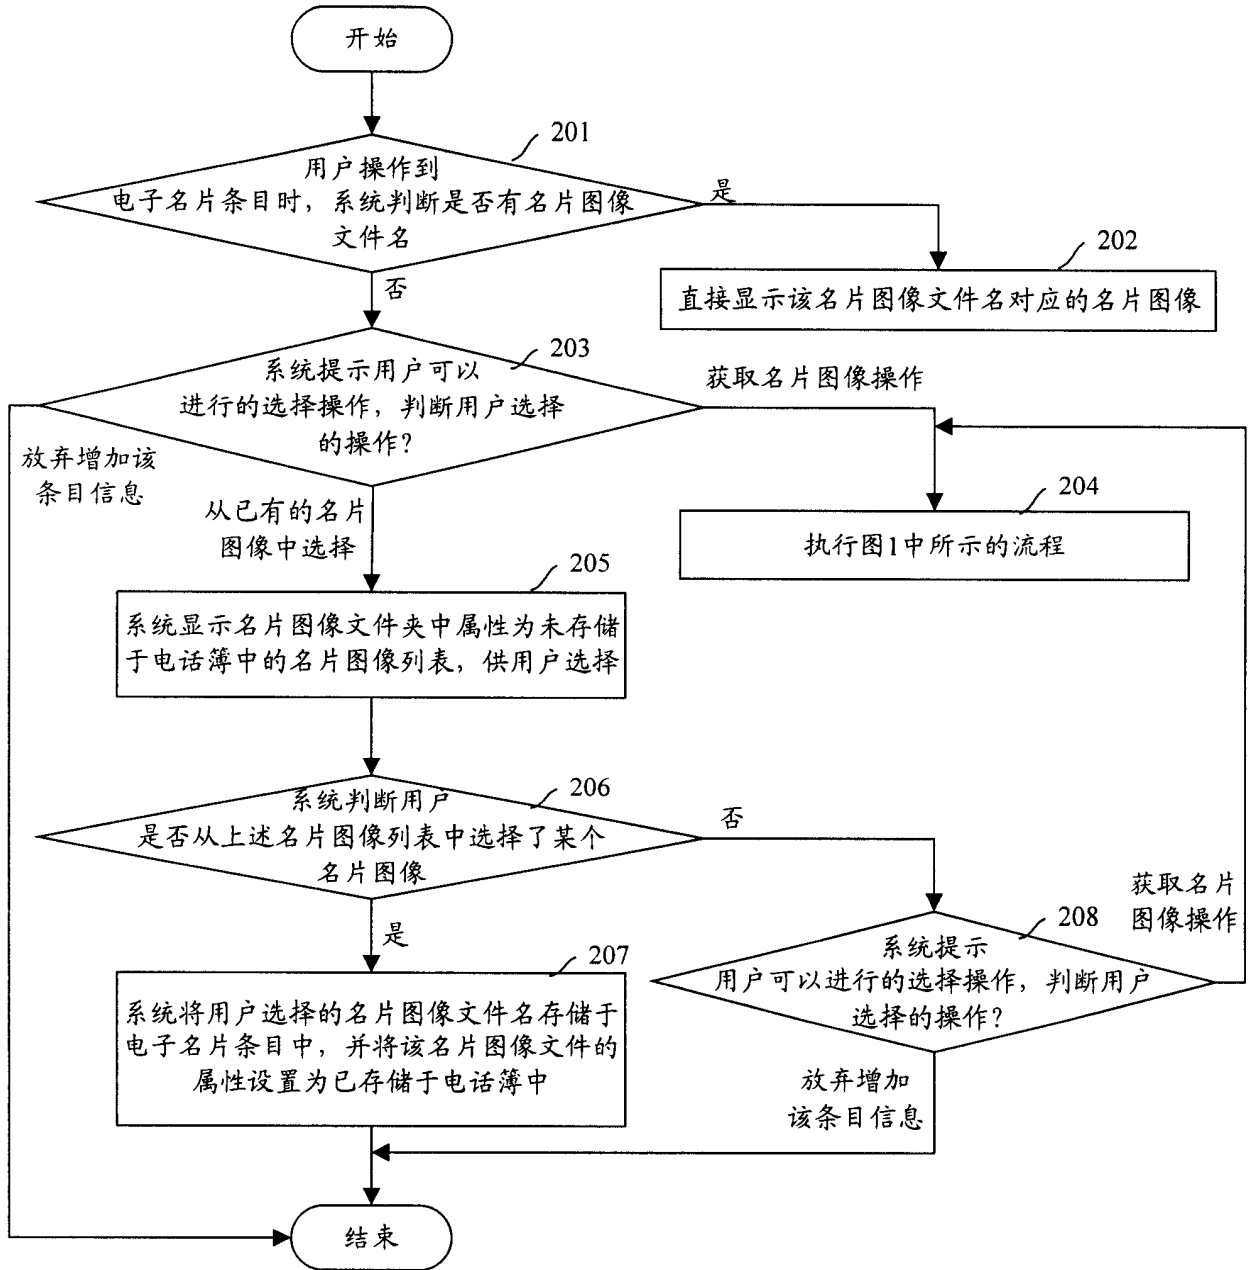 开始
201
用户操作到
电子名片条目时，系统判断是否有名片图像
文件名
是
202
直接显示该名片图像文件名对应的名片图像
否
203
系统提示用户可以
进行的选择操作，判断用户选择
的操作？
获取名片图像操作
放弃增加该
条目信息
从已有的名片
图像中选择
204
执行图1中所示的流程
205
系统显示名片图像文件夹中属性为未存储
于电话簿中的名片图像列表，供用户选择
206
系统判断用户
是否从上述名片图像列表中选择了某个
名片图像
否
获取名片
图像操作
208
系统提示
用户可以进行的选择操作，判断用户
选择的操作？
是
207
系统将用户选择的名片图像文件名存储于
电子名片条目中，并将该名片图像文件的
属性设置为已存储于电话簿中
放弃增加
该条目信息
结束